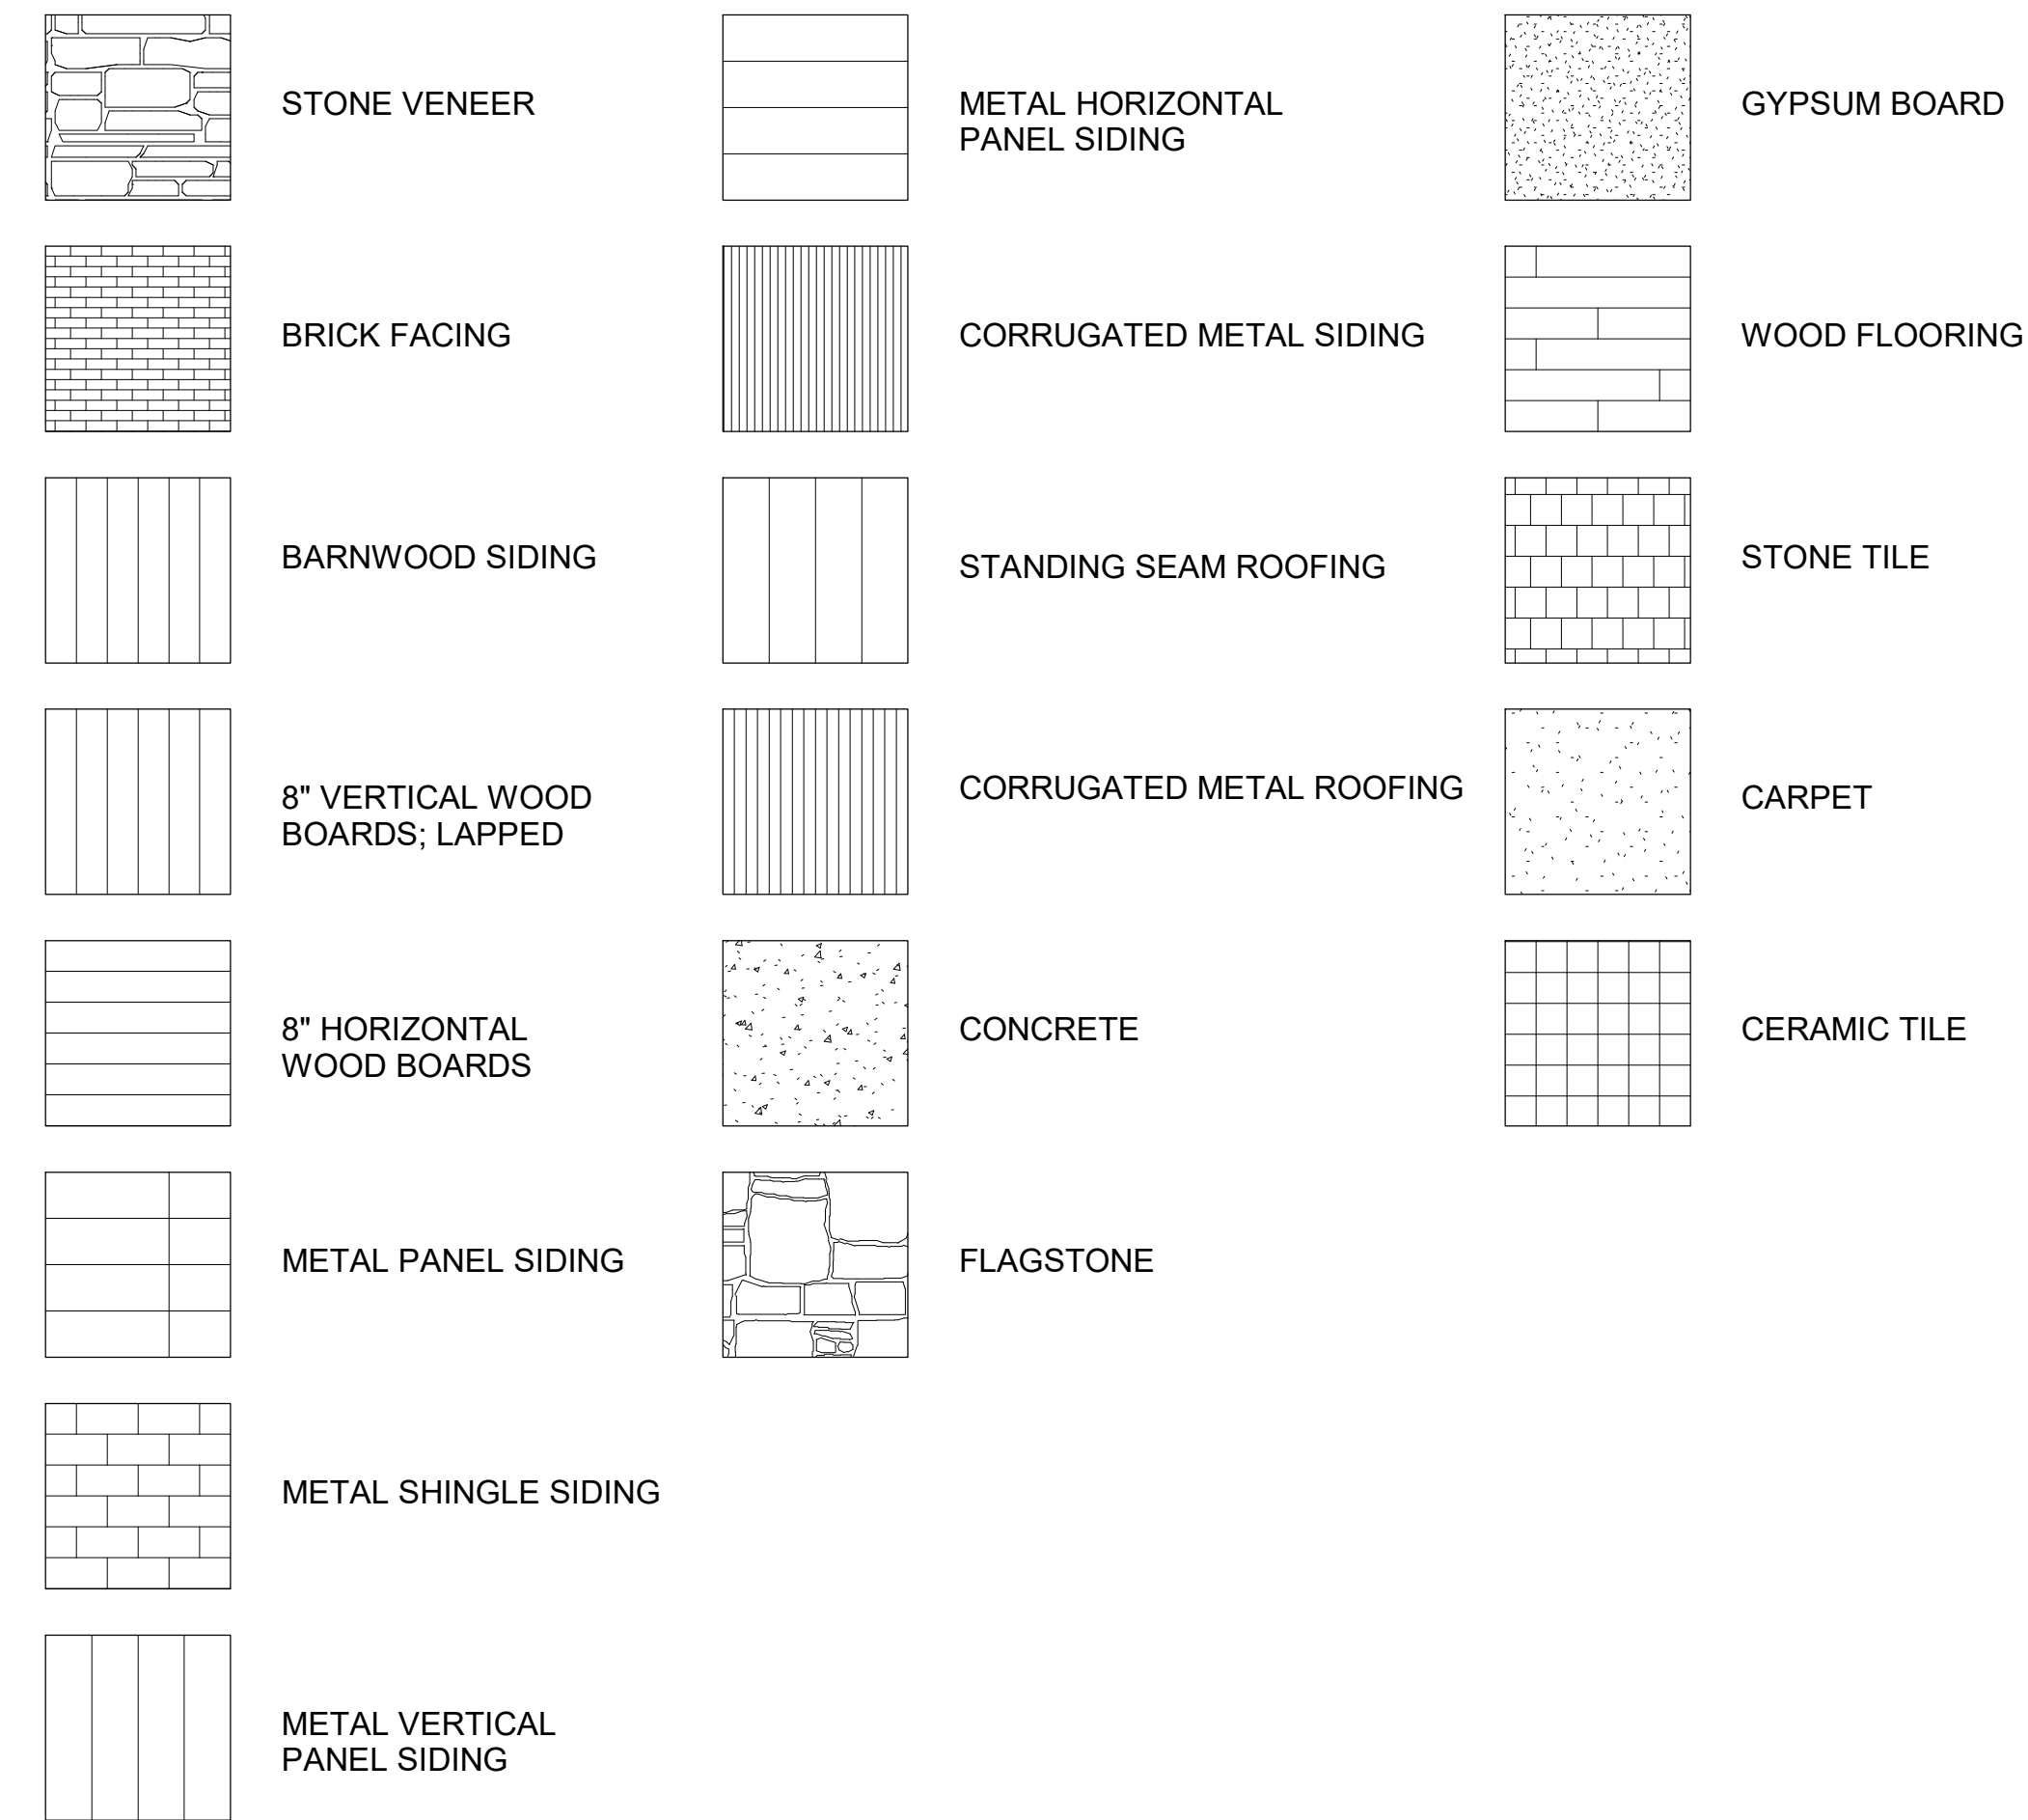 STONE VENEER
BRICK FACING
BARNWOOD SIDING
8" VERTICAL WOOD
BOARDS; LAPPED
8" HORIZONTAL
WOOD BOARDS
METAL PANEL SIDING
METAL SHINGLE SIDING
METAL VERTICAL
PANEL SIDING
METAL HORIZONTAL
PANEL SIDING
CORRUGATED METAL SIDING
STANDING SEAM ROOFING
CORRUGATED METAL ROOFING
CONCRETE
FLAGSTONE
GYPSUM BOARD
WOOD FLOORING
STONE TILE
CARPET
CERAMIC TILE